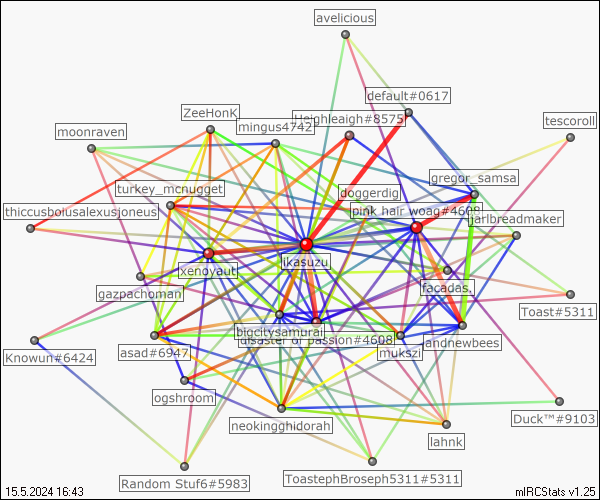 avelicious
default#0617
ZeeHonK
Heighleaigh#8575
mingus4742
tescoroll
moonraven
gregor_samsa
turkey_mcnugget
doggerdig
thiccusboiusalexusjoneus
pink hair woag#4608
jarlbreadmaker
xenoyaut
jikasuzu
facadas.
gazpachoman
Toast#5311
bigcitysamurai
disaster of passion#4608
andnewbees
Knowun#6424
asad#6947
mukszi
ogshroom
neokingghidorah
Duck™#9103
lahnk
Random Stuf6#5983
ToastephBroseph5311#5311
15.5.2024 16:43
mIRCStats v1.25